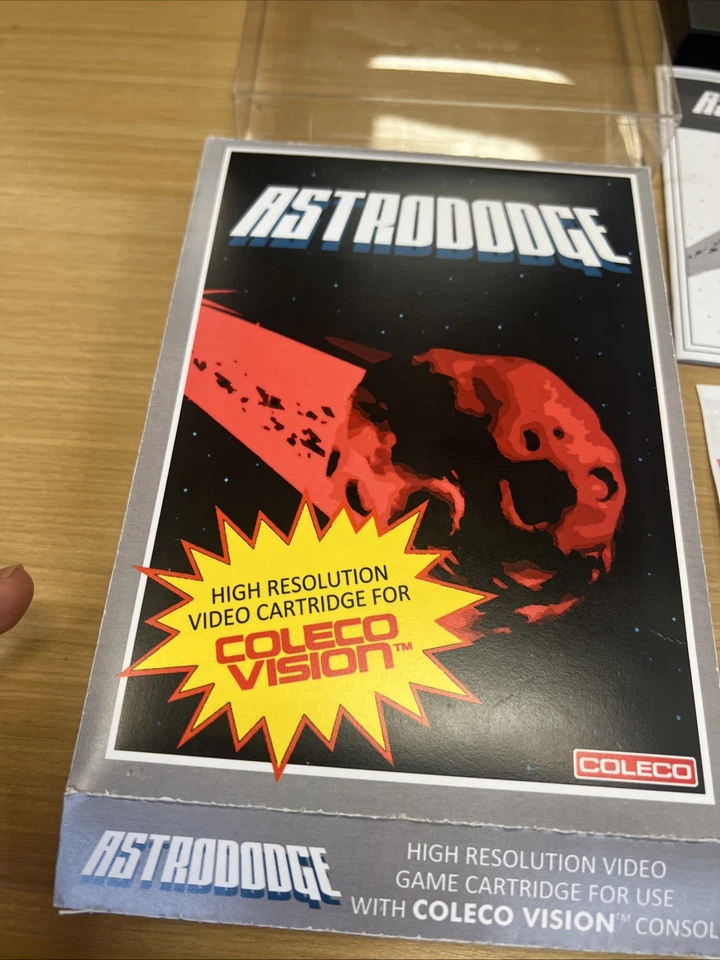 ASTRODODGE
HIGH RESOLUTION
VIDEO CARTRIDGE FOR
COLECO
VISION™
COLECO
ASTRODODGE
HIGH RESOLUTION VIDEO
GAME CARTRIDGE FOR USE
WITH COLECO VISION™ CONSOL